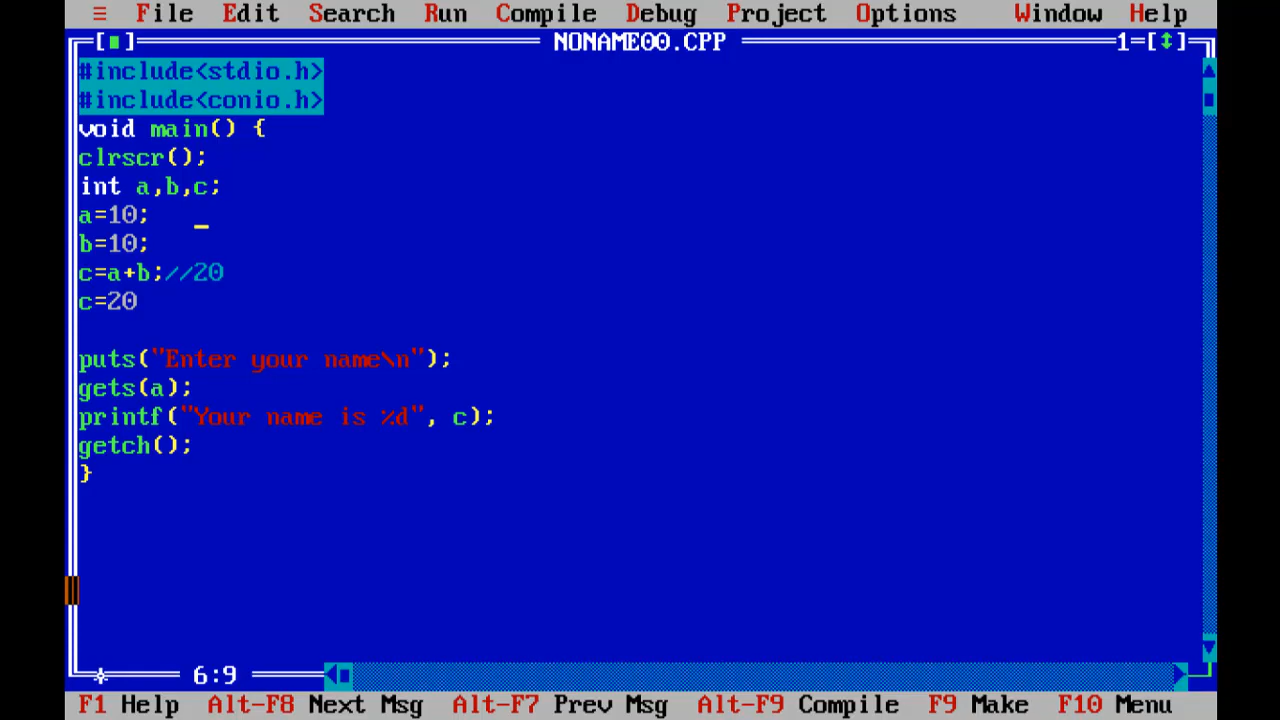 ≡ File Edit Search Run Compile Debug Project Options Window Help
[■] NONAME00.CPP 1=[↕]
#include<stdio.h>
#include<conio.h>
void main() {
clrscr();
int a,b,c;
a=10;
b=10;
c=a+b;//20
c=20
puts("Enter your name\n");
gets(a);
printf("Your name is %d", c);
getch();
}
6:9
F1 Help Alt-F8 Next Msg Alt-F7 Prev Msg Alt-F9 Compile F9 Make F10 Menu